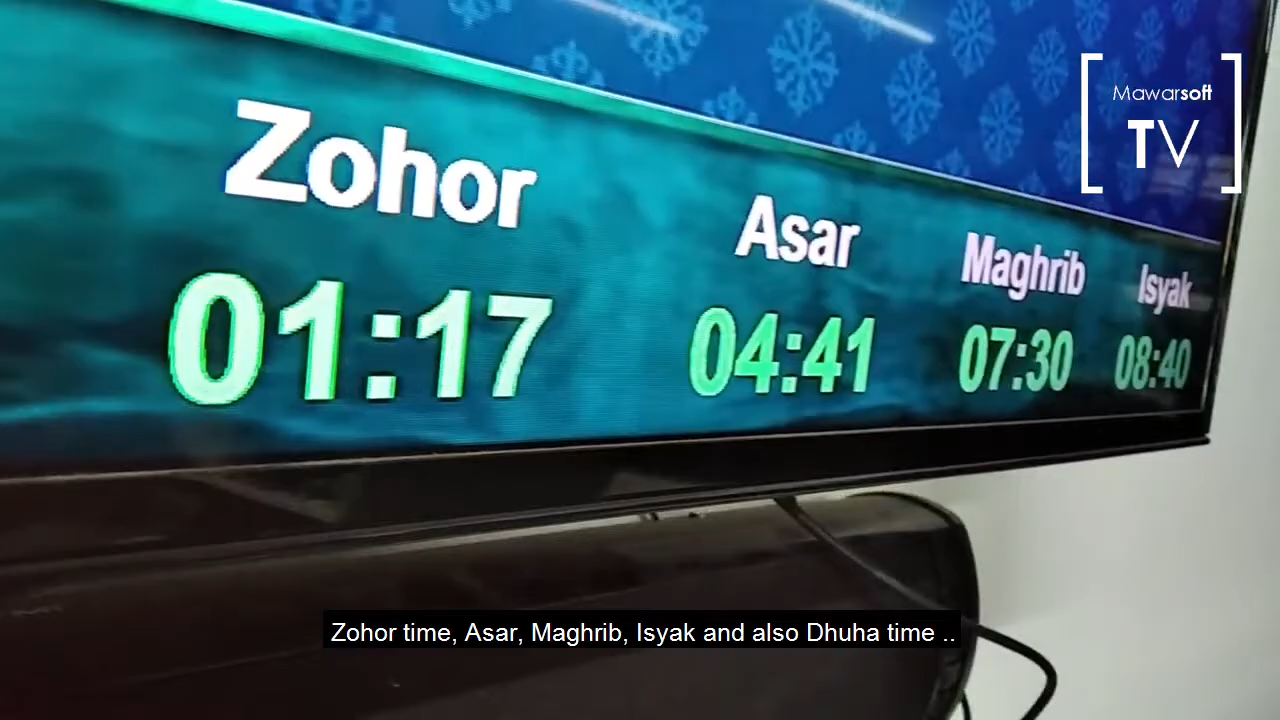 Zohor
Asar
Maghrib
Isyak
01:17
04:41
07:30
08:40
Mawarsoft
TV
Zohor time, Asar, Maghrib, Isyak and also Dhuha time ..